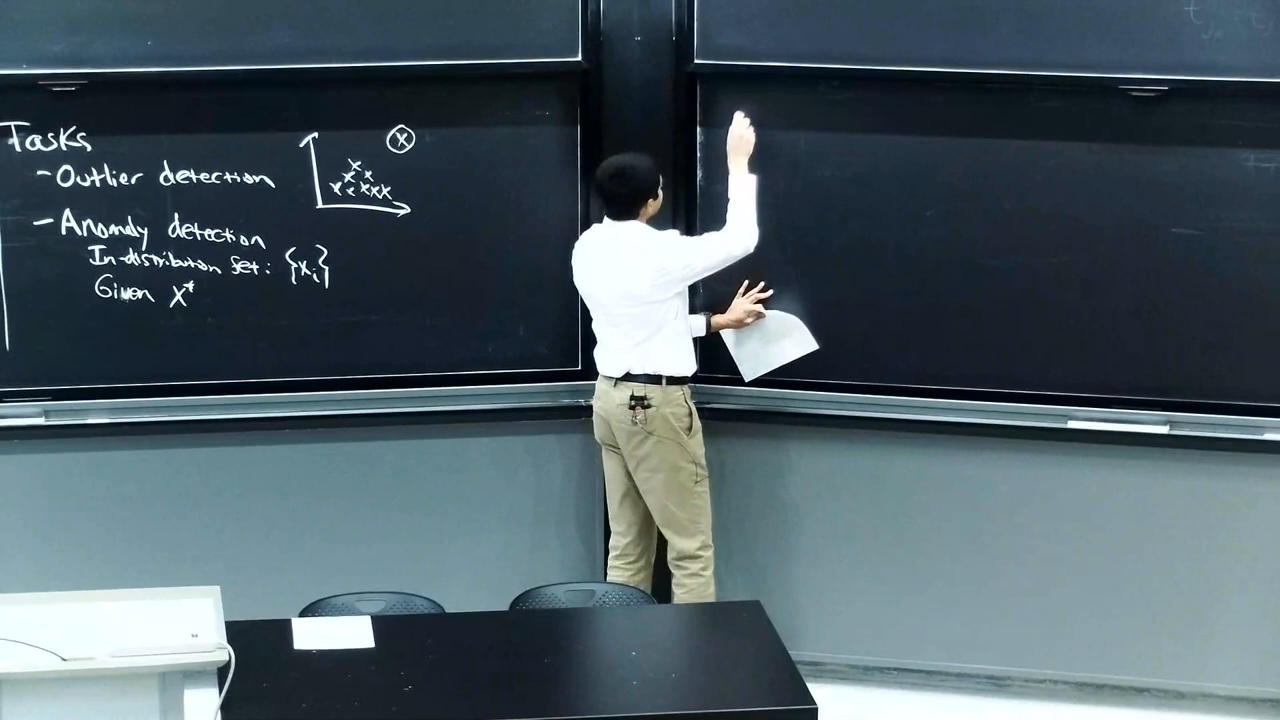 Tasks
- Outlier detection
- Anomaly detection
In-distribution set: {xi}
Given x*